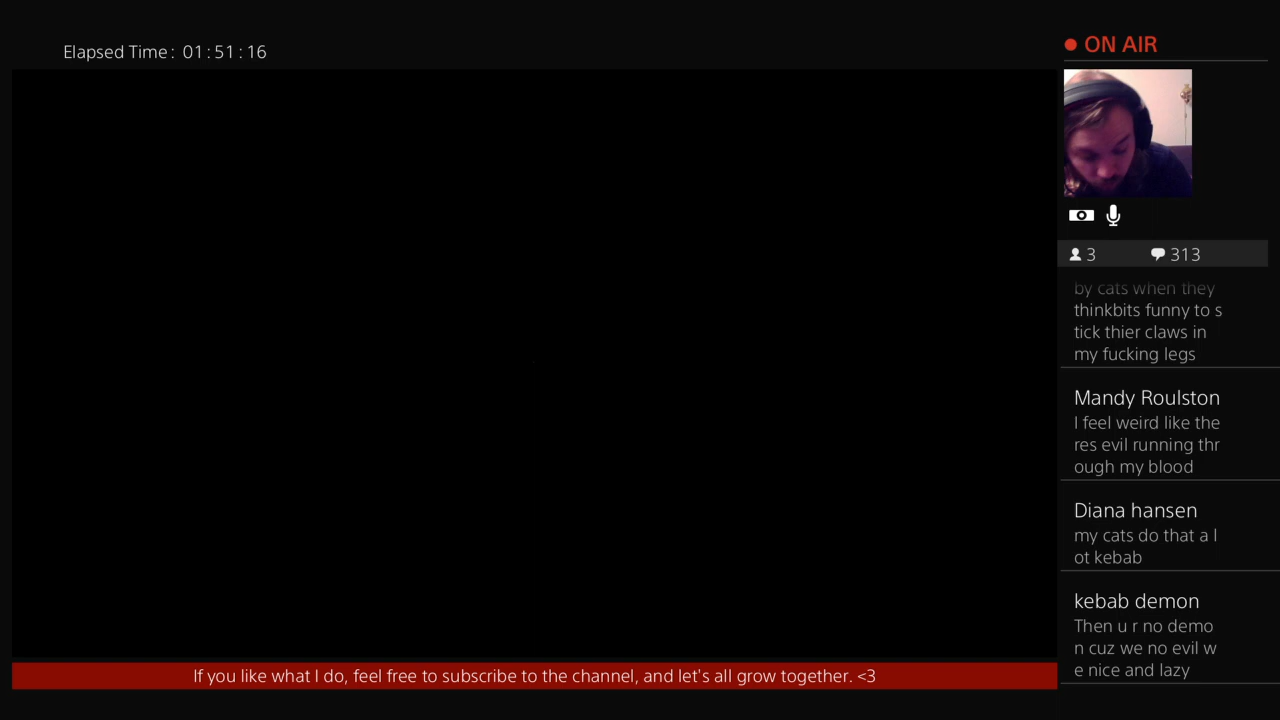 Elapsed Time: 01:51:16
ON AIR
3
313
by cats when they
thinkbits funny to s
tick thier claws in
my fucking legs
Mandy Roulston
I feel weird like the
res evil running thr
ough my blood
Diana hansen
my cats do that a l
ot kebab
kebab demon
Then u r no demo
n cuz we no evil w
e nice and lazy
If you like what I do, feel free to subscribe to the channel, and let's all grow together. <3